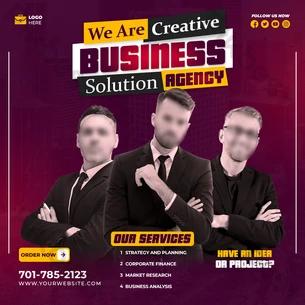 LOGO
HERE
FOLLOW US NOW
We Are Creative
BUSINESS
Solution AGENCY
OUR SERVICES
1 STRATEGY AND PLANNING
2 CORPORATE FINANCE
3 MARKET RESEARCH
4 BUSINESS ANALYSIS
ORDER NOW
701-785-2123
WWW.YOURWEBSITE.COM
HAVE AN IDEA
OR PROJECT?